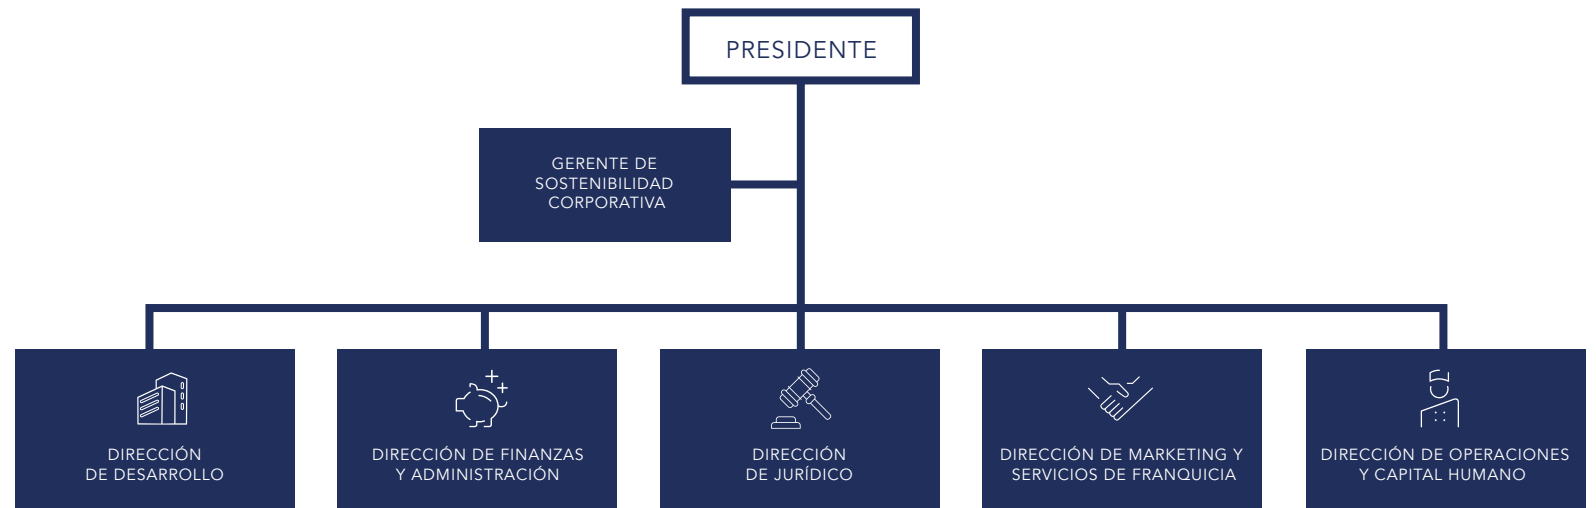 PRESIDENTE
GERENTE DE
SOSTENIBILIDAD
CORPORATIVA
DIRECCIÓN
DE DESARROLLO
DIRECCIÓN DE FINANZAS
Y ADMINISTRACIÓN
DIRECCIÓN
DE JURÍDICO
DIRECCIÓN DE MARKETING Y
SERVICIOS DE FRANQUICIA
DIRECCIÓN DE OPERACIONES
Y CAPITAL HUMANO